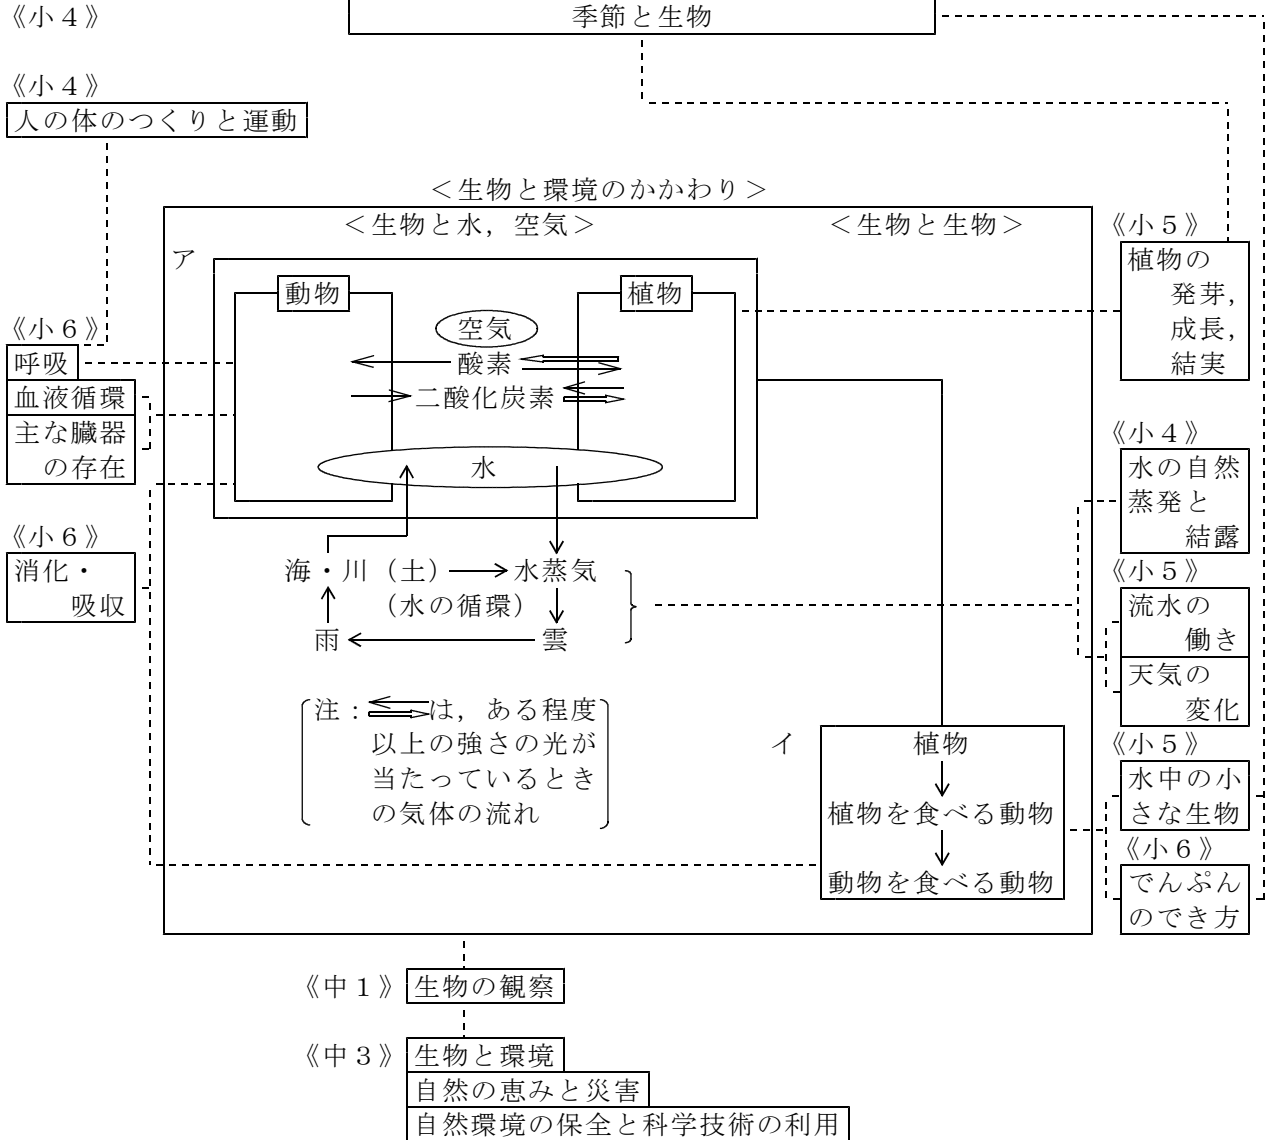 《小４》
季節と生物
《小４》
人の体のつくりと運動
＜生物と環境のかかわり＞
＜生物と水，空気＞
＜生物と生物＞
ア
動物
植物
空気
酸素
二酸化炭素
水
海・川（土）
水蒸気
（水の循環）
雨
雲
注：
は，ある程度
以上の強さの光が
当たっているとき
の気体の流れ
イ
植物
植物を食べる動物
動物を食べる動物
《小６》
呼吸
血液循環
主な臓器
の存在
《小６》
消化・
吸収
《小５》
植物の
発芽，
成長，
結実
《小４》
水の自然
蒸発と
結露
《小５》
流水の
働き
天気の
変化
《小５》
水中の小
さな生物
《小６》
でんぷん
のでき方
《中１》
生物の観察
《中３》
生物と環境
自然の恵みと災害
自然環境の保全と科学技術の利用